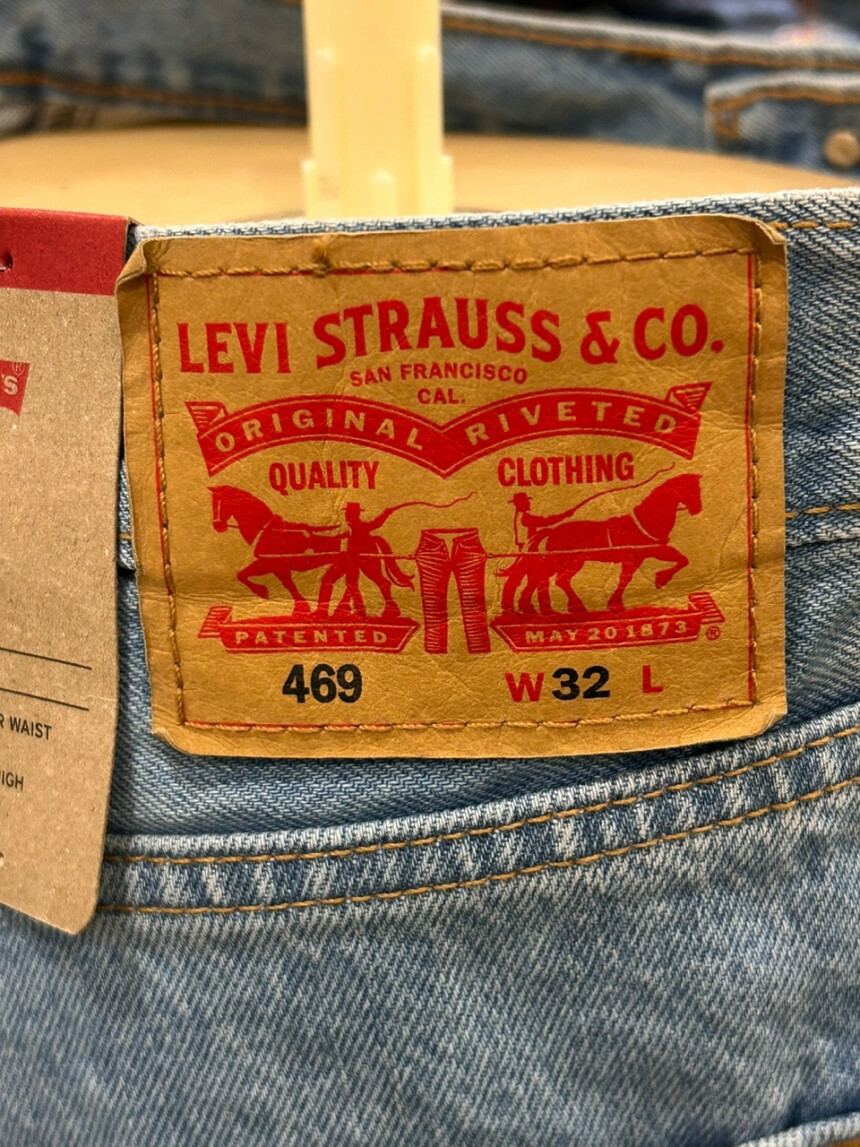 LEVI STRAUSS & CO.
SAN FRANCISCO
CAL.
ORIGINAL RIVETED
QUALITY CLOTHING
PATENTED MAY 20 1873 ®
469 W 32 L
WAIST